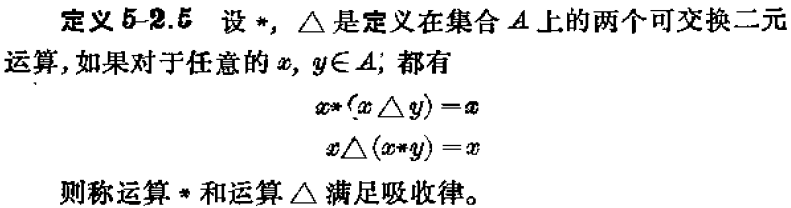 定义 5-2.5 设 *, △ 是定义在集合 A 上的两个可交换二元
运算,如果对于任意的 x, y∈A, 都有
x*(x△y)=x
x△(x*y)=x
则称运算 * 和运算 △ 满足吸收律。